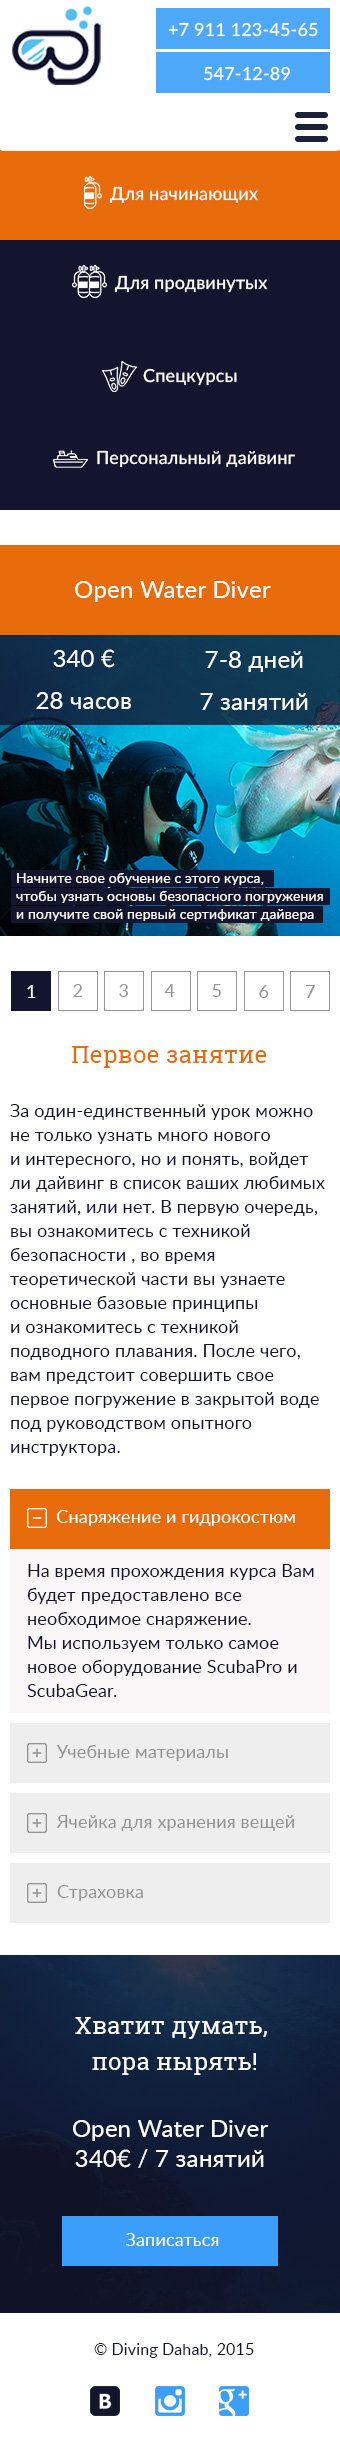 +7 911 123-45-65
547-12-89
Для начинающих
Для продвинутых
Спецкурсы
Персональный дайвинг
Open Water Diver
340 € 7-8 дней
28 часов 7 занятий
Начните свое обучение с этого курса,
чтобы узнать основы безопасного погружения
и получите свой первый сертификат дайвера
1 2 3 4 5 6 7
Первое занятие
За один-единственный урок можно
не только узнать много нового
и интересного, но и понять, войдет
ли дайвинг в список ваших любимых
занятий, или нет. В первую очередь,
вы ознакомитесь с техникой
безопасности , во время
теоретической части вы узнаете
основные базовые принципы
и ознакомитесь с техникой
подводного плавания. После чего,
вам предстоит совершить свое
первое погружение в закрытой воде
под руководством опытного
инструктора.
Снаряжение и гидрокостюм
На время прохождения курса Вам
будет предоставлено все
необходимое снаряжение.
Мы используем только самое
новое оборудование ScubaPro и
ScubaGear.
Учебные материалы
Ячейка для хранения вещей
Страховка
Хватит думать,
пора нырять!
Open Water Diver
340€ / 7 занятий
Записаться
© Diving Dahab, 2015
B g+